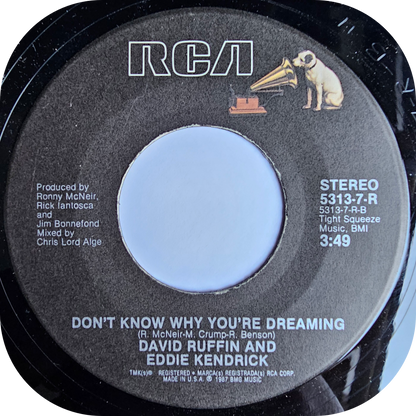 RCA
Produced by
Ronny McNeir,
Rick Iantosca
and
Jim Bonnefond
Mixed by
Chris Lord Alge
STEREO
5313-7-R
5313-7-R-B
Tight Squeeze
Music, BMI
3:49
DON'T KNOW WHY YOU'RE DREAMING
(R. McNeir-M. Crump-R. Benson)
DAVID RUFFIN AND
EDDIE KENDRICK
TMK(s)® REGISTERED • MARCA(s) REGISTRADA(s) RCA CORP.
MADE IN U.S.A. ℗ 1987 BMG MUSIC